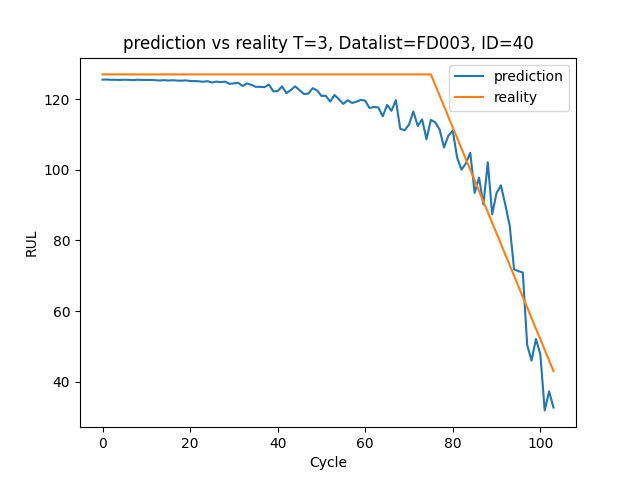 prediction vs reality T=3, Datalist=FD003, ID=40
prediction
reality
120
100
80
60
40
RUL
0 20 40 60 80 100
Cycle